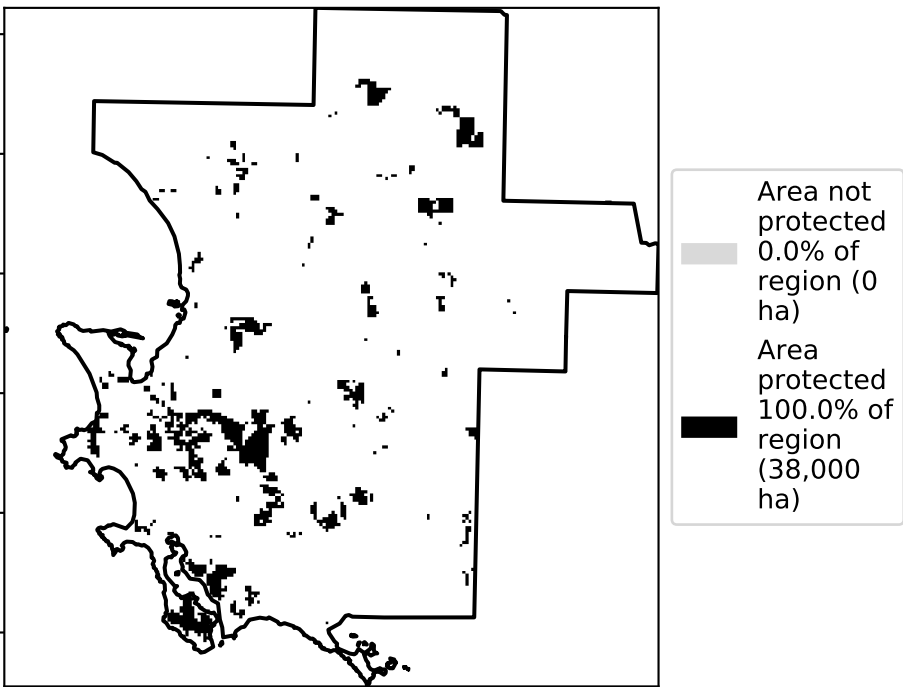 Area not
protected
0.0% of
region (0
ha)
Area
protected
100.0% of
region
(38,000
ha)